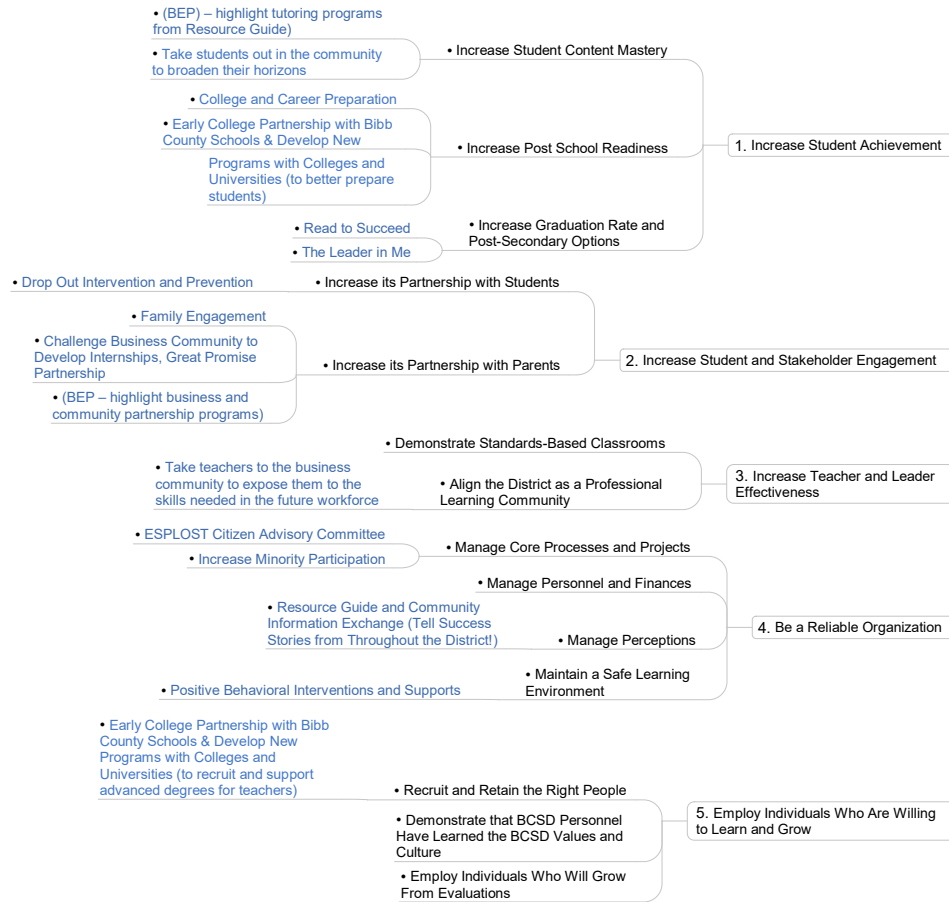 • (BEP) – highlight tutoring programs
from Resource Guide)
• Take students out in the community
to broaden their horizons
• Increase Student Content Mastery
• College and Career Preparation
• Early College Partnership with Bibb
County Schools & Develop New
Programs with Colleges and
Universities (to better prepare
students)
• Increase Post School Readiness
1. Increase Student Achievement
• Read to Succeed
• The Leader in Me
• Increase Graduation Rate and
Post-Secondary Options
• Drop Out Intervention and Prevention
• Increase its Partnership with Students
• Family Engagement
• Challenge Business Community to
Develop Internships, Great Promise
Partnership
• (BEP – highlight business and
community partnership programs)
• Increase its Partnership with Parents
2. Increase Student and Stakeholder Engagement
• Demonstrate Standards-Based Classrooms
• Take teachers to the business
community to expose them to the
skills needed in the future workforce
• Align the District as a Professional
Learning Community
3. Increase Teacher and Leader
Effectiveness
• ESPLOST Citizen Advisory Committee
• Increase Minority Participation
• Manage Core Processes and Projects
• Manage Personnel and Finances
• Resource Guide and Community
Information Exchange (Tell Success
Stories from Throughout the District!)
• Manage Perceptions
4. Be a Reliable Organization
• Positive Behavioral Interventions and Supports
• Maintain a Safe Learning
Environment
• Early College Partnership with Bibb
County Schools & Develop New
Programs with Colleges and
Universities (to recruit and support
advanced degrees for teachers)
• Recruit and Retain the Right People
• Demonstrate that BCSD Personnel
Have Learned the BCSD Values and
Culture
• Employ Individuals Who Will Grow
From Evaluations
5. Employ Individuals Who Are Willing
to Learn and Grow